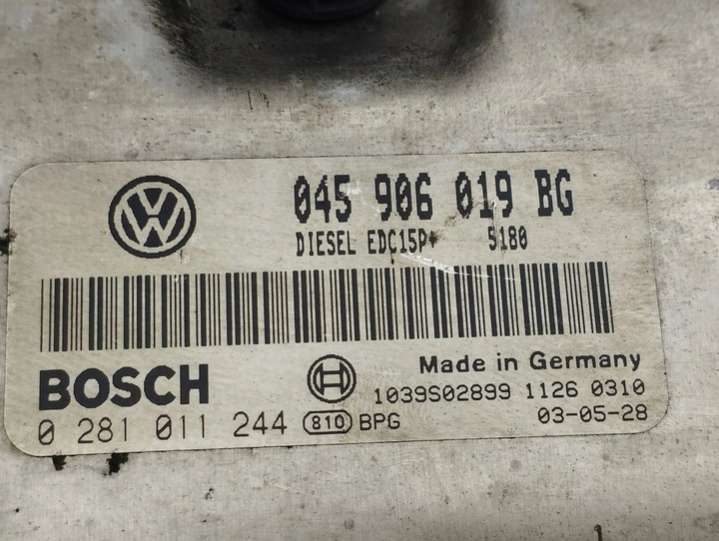 VW
045 906 019 BG
DIESEL EDC15P+ 5180
BOSCH
Made in Germany
1039S02899 1126 0310
0 281 011 244 810 BPG 03-05-28